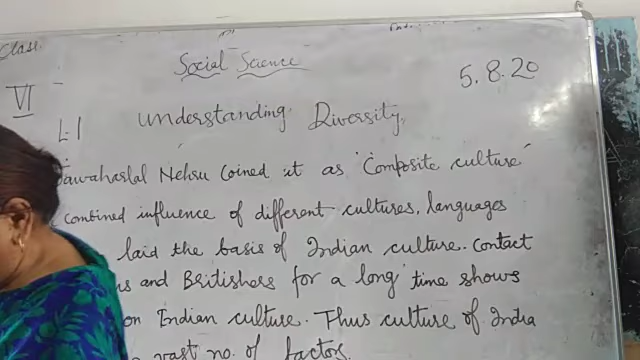 Class
Social Science
5.8.20
VI
L.1 Understanding Diversity
Jawaharlal Nehru Coined it as "Composite culture"
combined influence of different cultures, languages
laid the basis of Indian culture. Contact
and Britishers for a long time shows
on Indian culture. Thus culture of India
vast no. of factors.